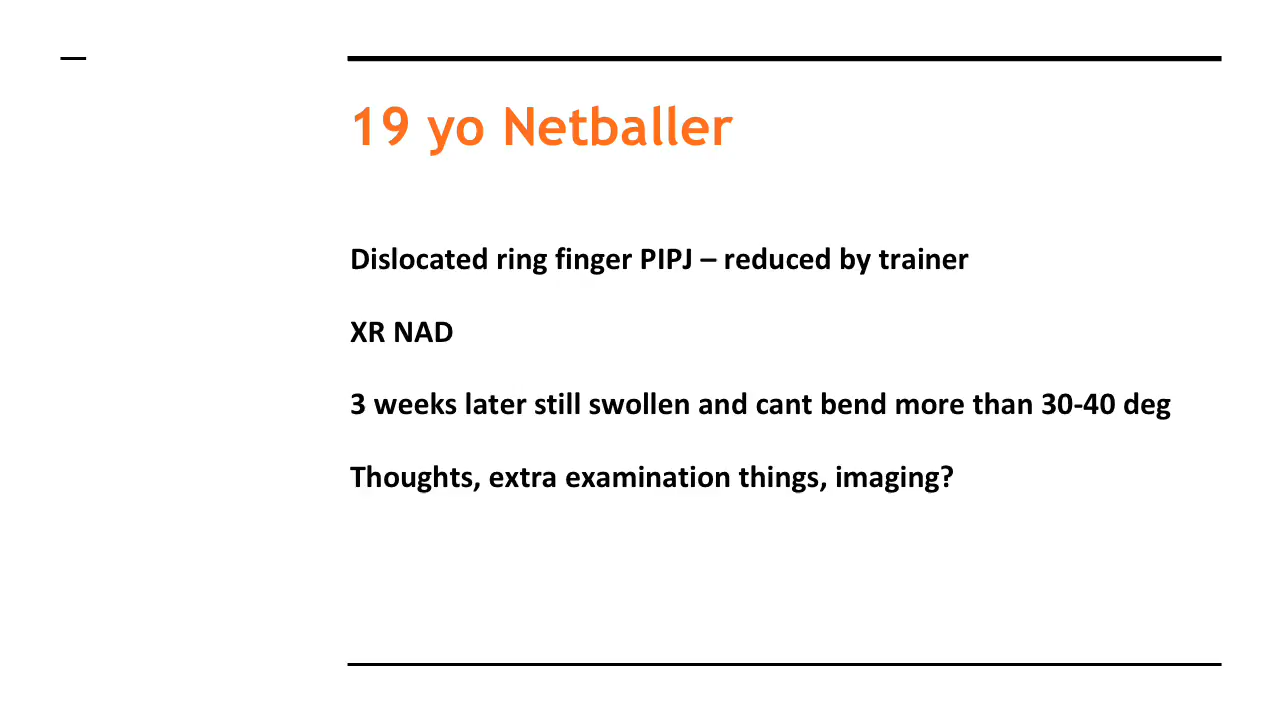 19 yo Netballer
Dislocated ring finger PIPJ – reduced by trainer
XR NAD
3 weeks later still swollen and cant bend more than 30-40 deg
Thoughts, extra examination things, imaging?